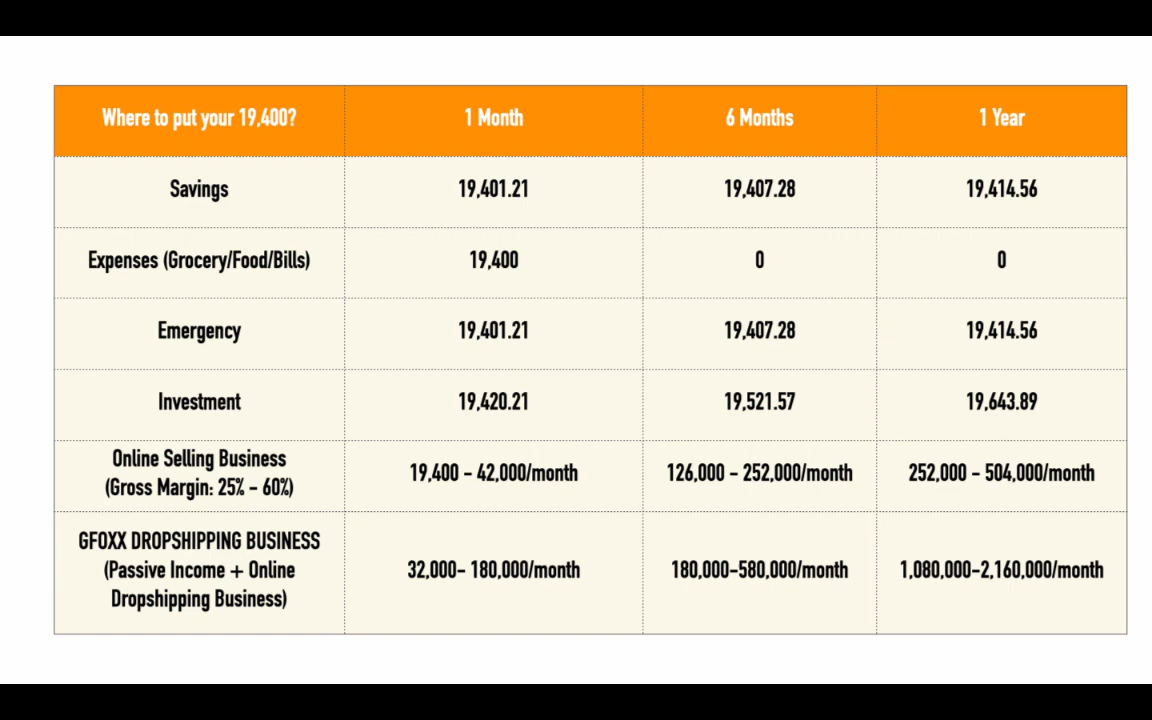 Where to put your 19,400? 1 Month 6 Months 1 Year
Savings 19,401.21 19,407.28 19,414.56
Expenses (Grocery/Food/Bills) 19,400 0 0
Emergency 19,401.21 19,407.28 19,414.56
Investment 19,420.21 19,521.57 19,643.89
Online Selling Business
(Gross Margin: 25% - 60%) 19,400 - 42,000/month 126,000 - 252,000/month 252,000 - 504,000/month
GFOXX DROPSHIPPING BUSINESS
(Passive Income + Online
Dropshipping Business) 32,000- 180,000/month 180,000-580,000/month 1,080,000-2,160,000/month